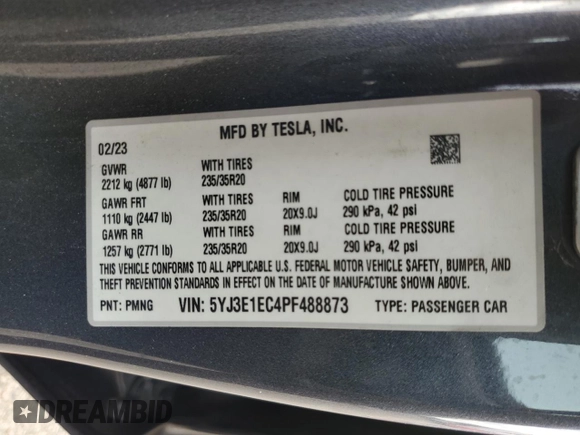 MFD BY TESLA, INC.
02/23
GVWR WITH TIRES
2212 kg (4877 lb) 235/35R20
GAWR FRT WITH TIRES RIM COLD TIRE PRESSURE
1110 kg (2447 lb) 235/35R20 20X9.0J 290 kPa, 42 psi
GAWR RR WITH TIRES RIM COLD TIRE PRESSURE
1257 kg (2771 lb) 235/35R20 20X9.0J 290 kPa, 42 psi
THIS VEHICLE CONFORMS TO ALL APPLICABLE U.S. FEDERAL MOTOR VEHICLE SAFETY, BUMPER, AND
THEFT PREVENTION STANDARDS IN EFFECT ON THE DATE OF MANUFACTURE SHOWN ABOVE.
PNT: PMNG VIN: 5YJ3E1EC4PF488873 TYPE: PASSENGER CAR
DREAMBID